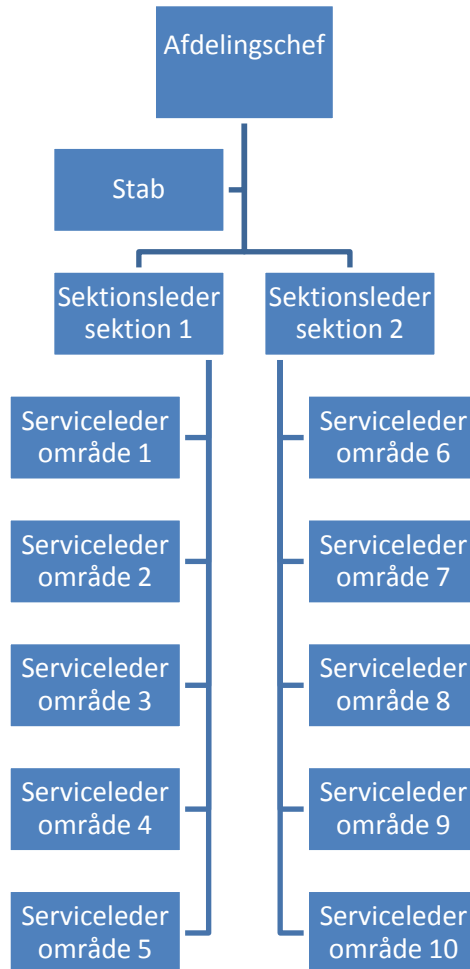 Afdelingschef
Stab
Sektionsleder
sektion 1
Sektionsleder
sektion 2
Serviceleder
område 1
Serviceleder
område 2
Serviceleder
område 3
Serviceleder
område 4
Serviceleder
område 5
Serviceleder
område 6
Serviceleder
område 7
Serviceleder
område 8
Serviceleder
område 9
Serviceleder
område 10